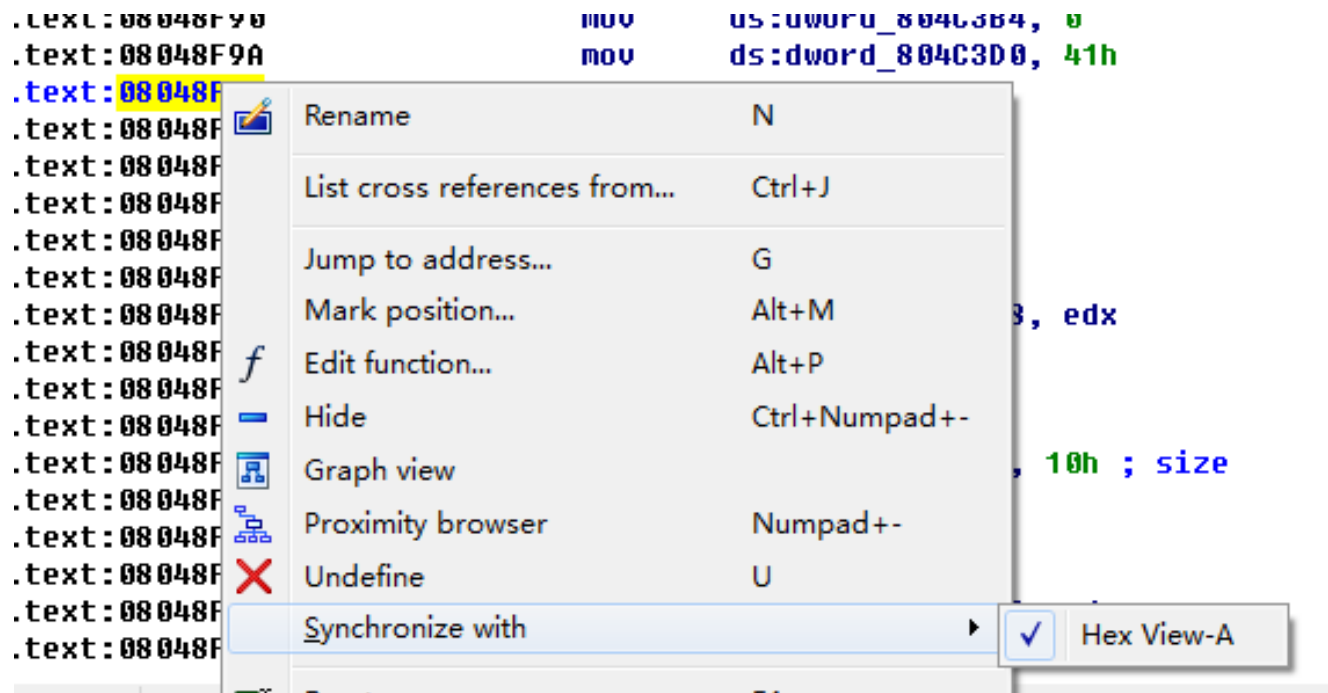 .text:08048F90 mov ds:dword_804C3B4, 0
.text:08048F9A mov ds:dword_804C3D0, 41h
.text:08048F
.text:08048F Rename N
.text:08048F
.text:08048F List cross references from... Ctrl+J
.text:08048F
.text:08048F Jump to address... G
.text:08048F Mark position... Alt+M 3, edx
.text:08048F Edit function... Alt+P
.text:08048F
.text:08048F Hide Ctrl+Numpad+-
.text:08048F Graph view , 10h ; size
.text:08048F
.text:08048F Proximity browser Numpad+-
.text:08048F Undefine U
.text:08048F Synchronize with Hex View-A
.text:08048F